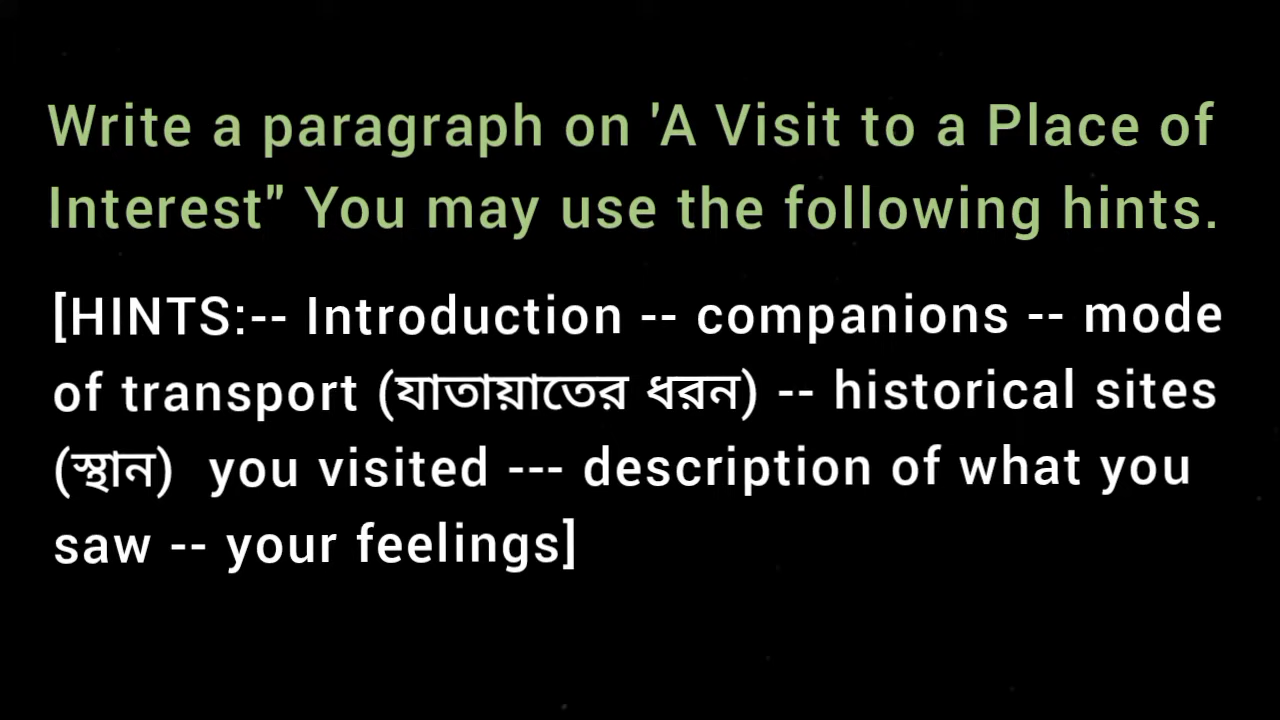 Write a paragraph on 'A Visit to a Place of
Interest" You may use the following hints.
[HINTS:-- Introduction -- companions -- mode
of transport (যাতায়াতের ধরন) -- historical sites
(স্থান) you visited --- description of what you
saw -- your feelings]